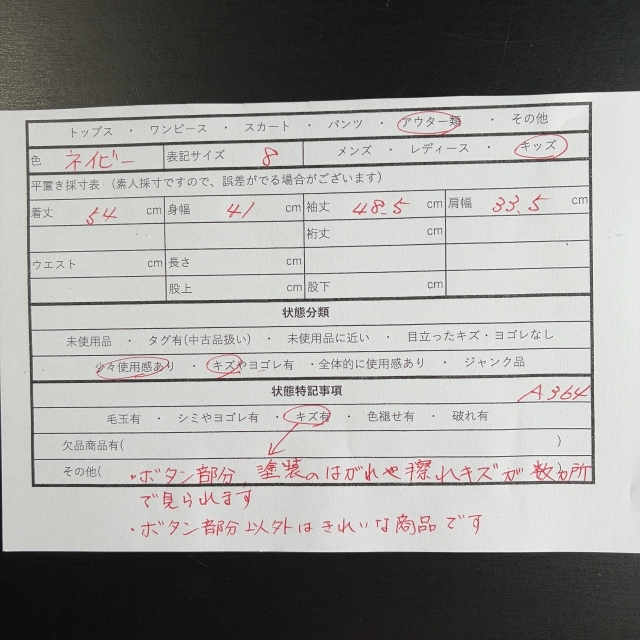 トップス ・ ワンピース ・ スカート ・ パンツ ・ アウター類 ・ その他
色 ネイビー 表記サイズ 8 メンズ ・ レディース ・ キッズ
平置き採寸表 (素人採寸ですので、誤差がでる場合がございます)
着丈 54 cm 身幅 41 cm 袖丈 48.5 cm 肩幅 33.5 cm
裄丈 cm
ウエスト cm 長さ cm
股上 cm 股下 cm
状態分類
未使用品 ・ タグ有(中古品扱い) ・ 未使用品に近い ・ 目立ったキズ・ヨゴレなし
少々使用感あり ・ キズやヨゴレ有 ・全体的に使用感あり ・ ジャンク品
状態特記事項 A364
毛玉有 ・ シミやヨゴレ有 ・ キズ有 ・ 色褪せ有 ・ 破れ有
欠品商品有( )
その他( ・ボタン部分、塗装のはがれや擦れキズが数ヵ所
で見られます
・ボタン部分以外はきれいな商品です